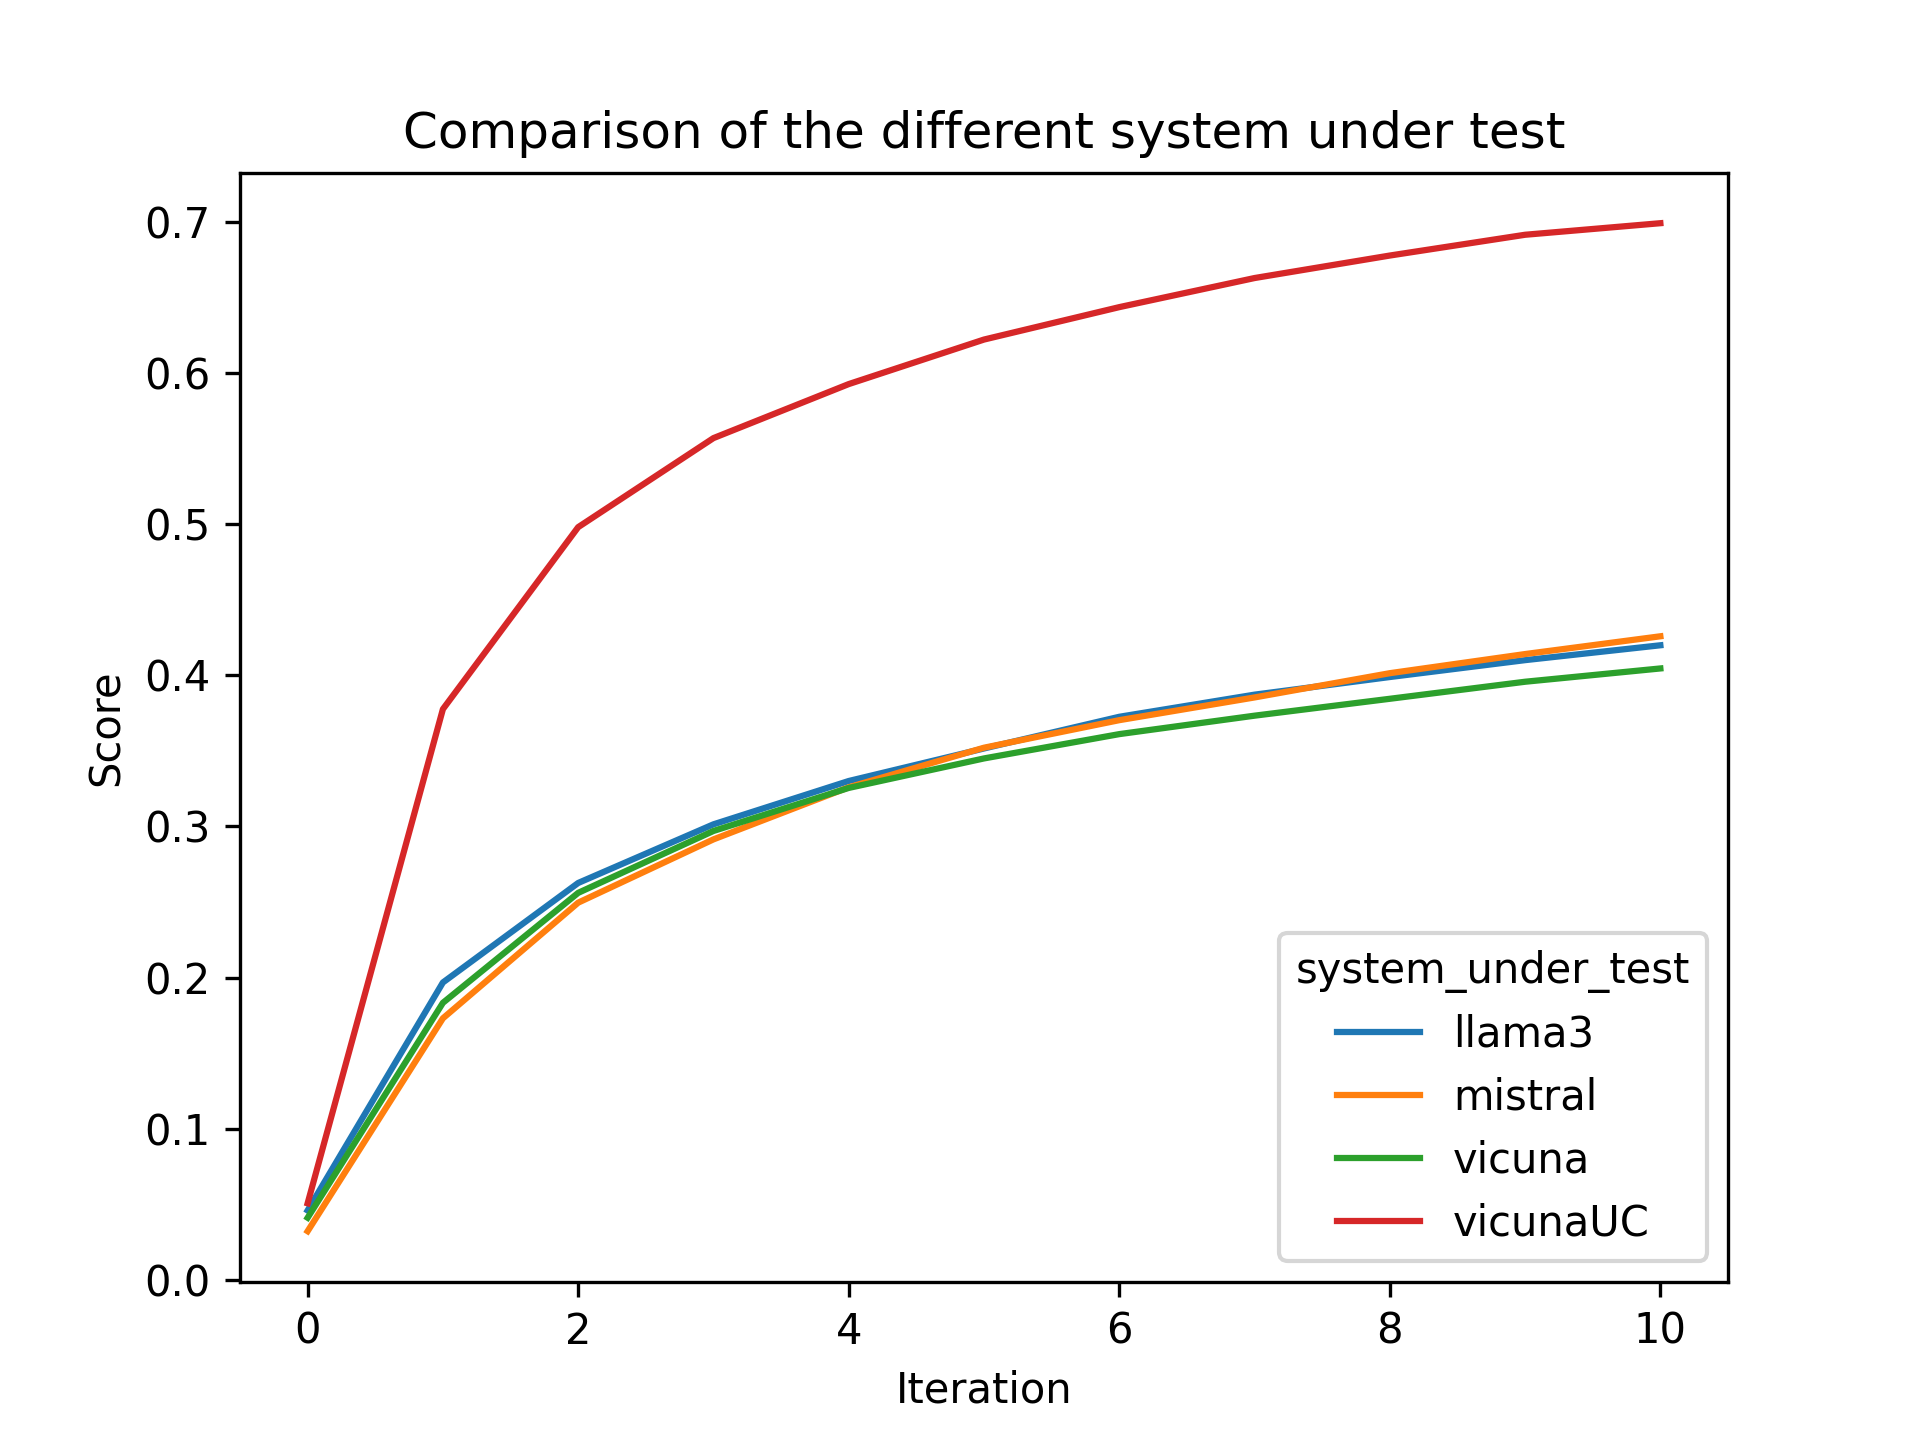 Comparison of the different system under test
0.7
0.6
0.5
0.4
0.3
0.2
0.1
0.0
Score
0 2 4 6 8 10
Iteration
system_under_test
llama3
mistral
vicuna
vicunaUC